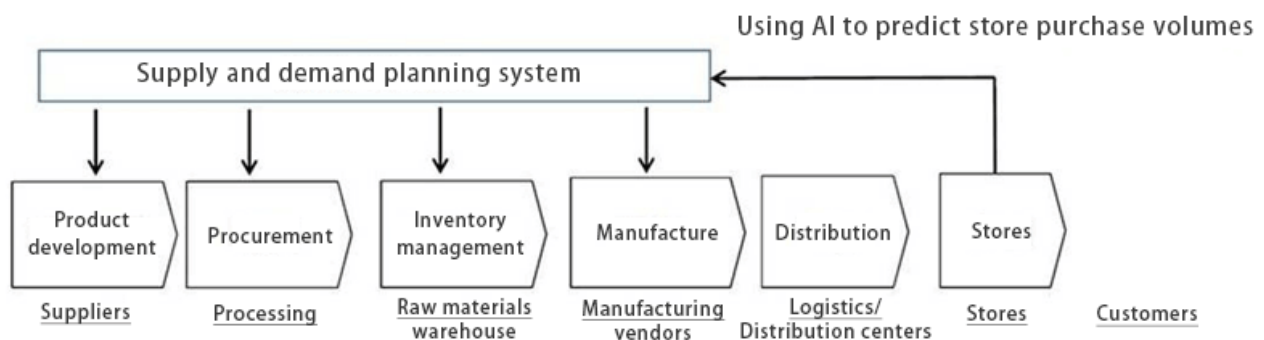 Using AI to predict store purchase volumes
Supply and demand planning system
Product
development
Procurement
Inventory
management
Manufacture
Distribution
Stores
Suppliers
Processing
Raw materials
warehouse
Manufacturing
vendors
Logistics/
Distribution centers
Stores
Customers